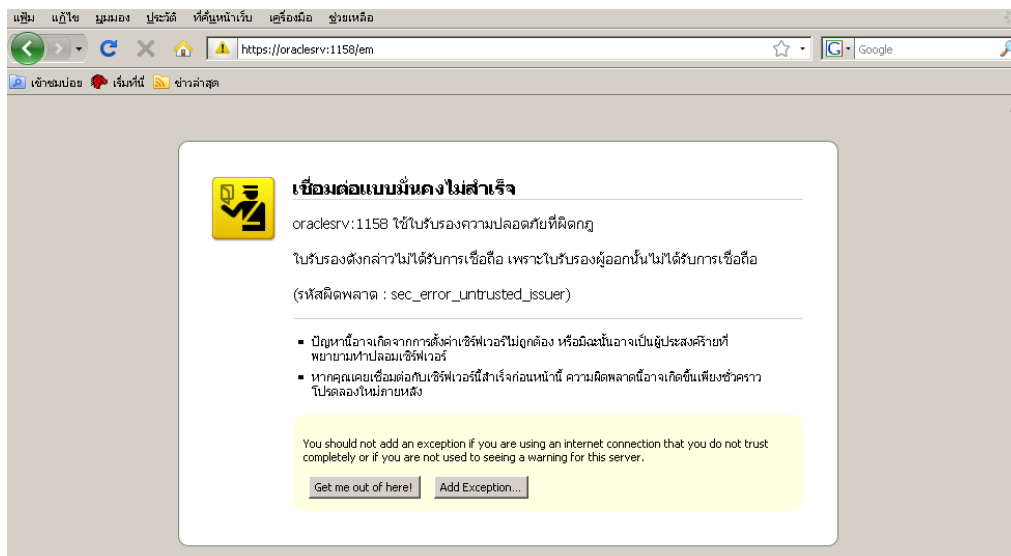 แฟ้ม แก้ไข มุมมอง ประวัติ ที่คั่นหน้าเว็บ เครื่องมือ ช่วยเหลือ
https://oraclesrv:1158/em
G Google
เข้าชมบ่อย เริ่มที่นี่ ข่าวล่าสุด
เชื่อมต่อแบบมั่นคงไม่สำเร็จ
oraclesrv:1158 ใช้ใบรับรองความปลอดภัยที่ผิดกฎ
ใบรับรองดังกล่าวไม่ได้รับการเชื่อถือ เพราะใบรับรองผู้ออกนั้นไม่ได้รับการเชื่อถือ
(รหัสผิดพลาด : sec_error_untrusted_issuer)
ปัญหานี้อาจเกิดจากการตั้งค่าเซิร์ฟเวอร์ไม่ถูกต้อง หรือมิฉะนั้นอาจเป็นผู้ประสงค์ร้ายที่
พยายามทำปลอมเซิร์ฟเวอร์
หากคุณเคยเชื่อมต่อกับเซิร์ฟเวอร์นี้สำเร็จก่อนหน้านี้ ความผิดพลาดนี้อาจเกิดขึ้นเพียงชั่วคราว
โปรดลองใหม่ภายหลัง
You should not add an exception if you are using an internet connection that you do not trust
completely or if you are not used to seeing a warning for this server.
Get me out of here! Add Exception...